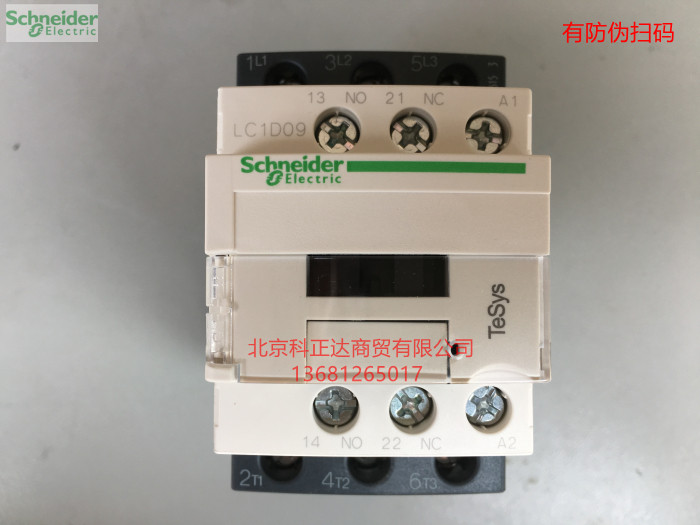 Schneider
Electric
有防伪扫码
1L1 3L2 5L3
13 NO 21 NC A1
LC1D09
Schneider
Electric
TeSys
北京科正达商贸有限公司
13681265017
14 NO 22 NC A2
2T1 4T2 6T3